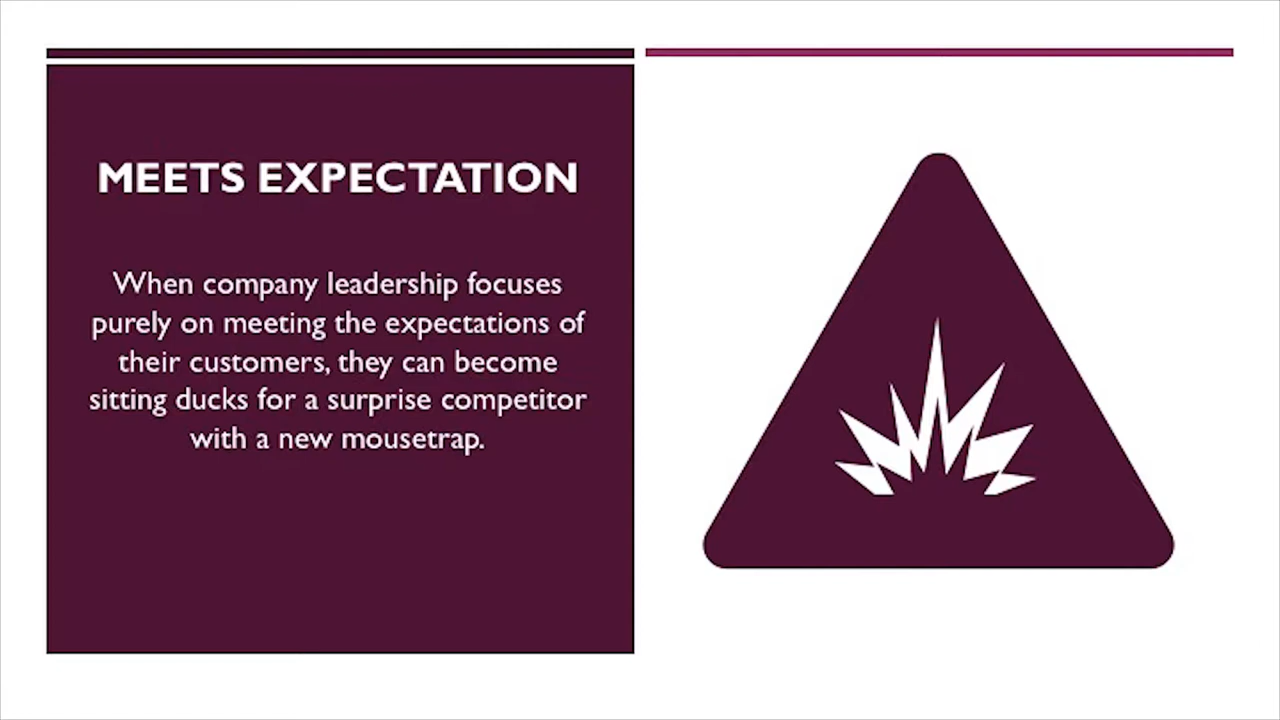 MEETS EXPECTATION
When company leadership focuses
purely on meeting the expectations of
their customers, they can become
sitting ducks for a surprise competitor
with a new mousetrap.